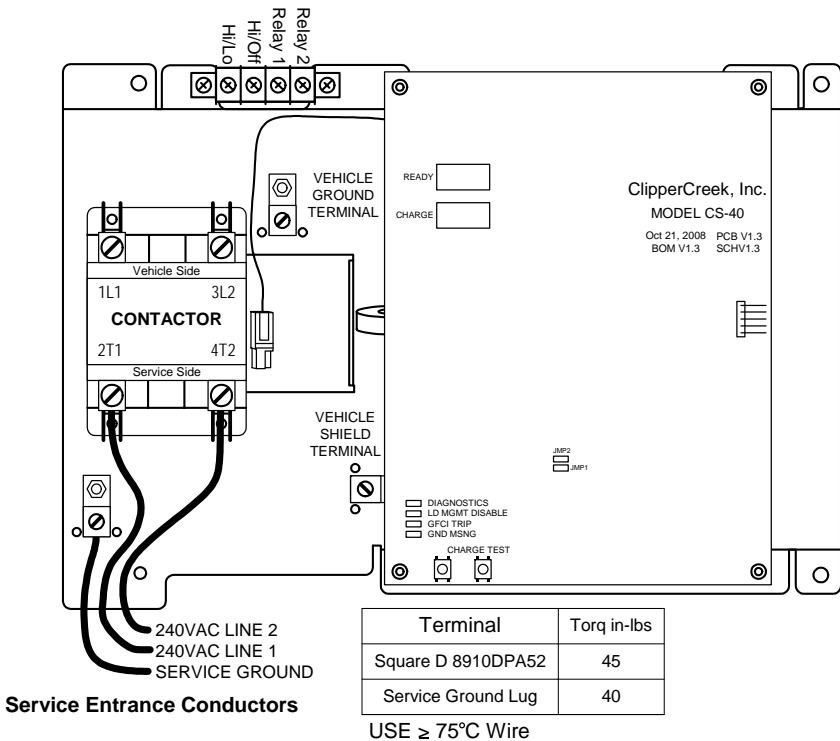 Hi/Lo
Hi/Off
Relay 1
Relay 2
VEHICLE
GROUND
TERMINAL
READY
CHARGE
ClipperCreek, Inc.
MODEL CS-40
Oct 21, 2008 PCB V1.3
BOM V1.3 SCHV1.3
Vehicle Side
1L1 3L2
CONTACTOR
2T1 4T2
Service Side
VEHICLE
SHIELD
TERMINAL
JMP2
JMP1
DIAGNOSTICS
LD MGMT DISABLE
GFCI TRIP
GND MSNG
CHARGE TEST
240VAC LINE 2
240VAC LINE 1
SERVICE GROUND
Service Entrance Conductors
Terminal Torq in-lbs
Square D 8910DPA52 45
Service Ground Lug 40
USE ≥ 75°C Wire